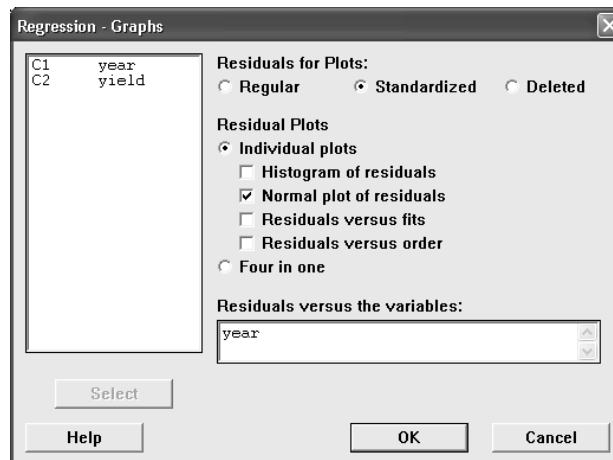 Regression - Graphs
C1 year
C2 yield
Residuals for Plots:
Regular Standardized Deleted
Residual Plots
Individual plots
Histogram of residuals
Normal plot of residuals
Residuals versus fits
Residuals versus order
Four in one
Residuals versus the variables:
year
Select
Help OK Cancel